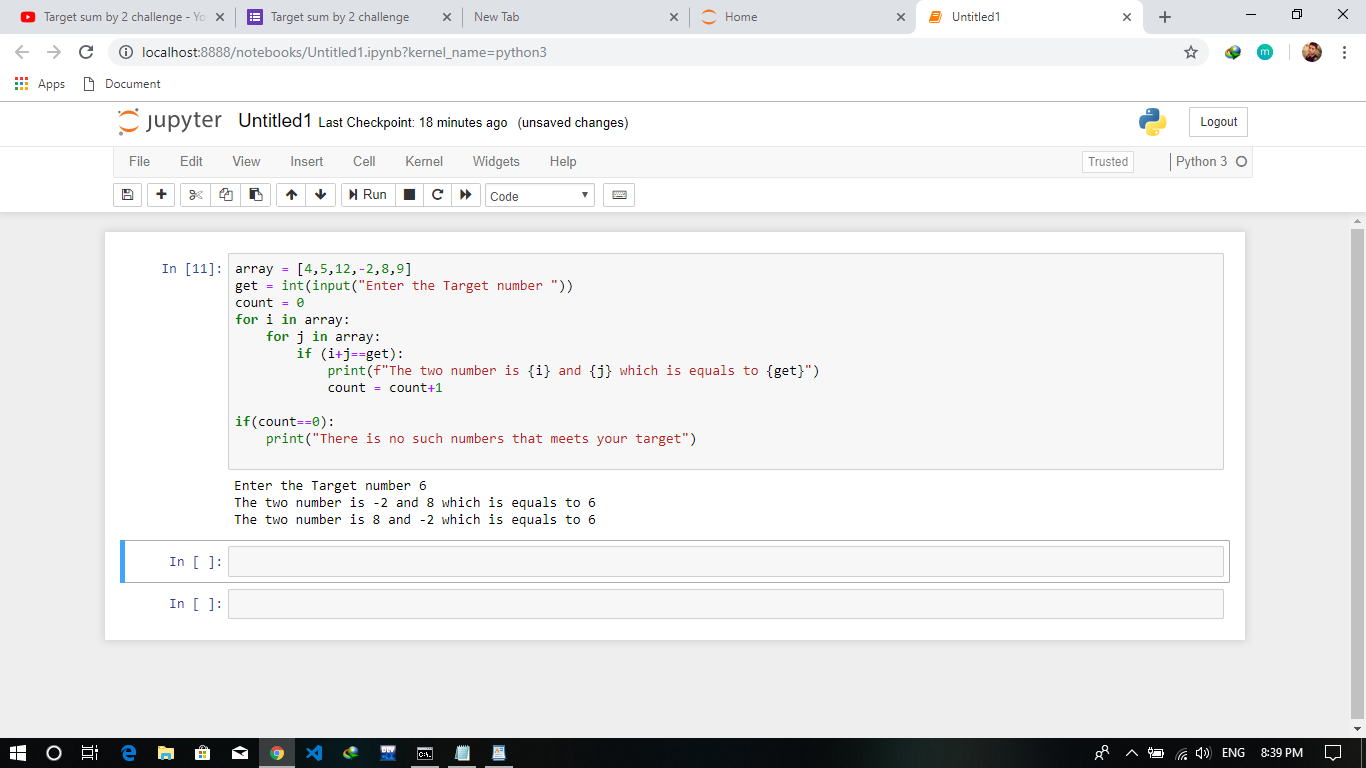 Target sum by 2 challenge - Yo
Target sum by 2 challenge
New Tab
Home
Untitled1
localhost:8888/notebooks/Untitled1.ipynb?kernel_name=python3
m
Apps
Document
jupyter
Untitled1
Last Checkpoint: 18 minutes ago
(unsaved changes)
Logout
File
Edit
View
Insert
Cell
Kernel
Widgets
Help
Trusted
Python 3
Run
Code
In [11]:
array = [4,5,12,-2,8,9]
get = int(input("Enter the Target number "))
count = 0
for i in array:
    for j in array:
        if (i+j==get):
            print(f"The two number is {i} and {j} which is equals to {get}")
            count = count+1
if(count==0):
    print("There is no such numbers that meets your target")
Enter the Target number 6
The two number is -2 and 8 which is equals to 6
The two number is 8 and -2 which is equals to 6
In [ ]:
In [ ]:
DEV
C:\.
ENG
8:39 PM